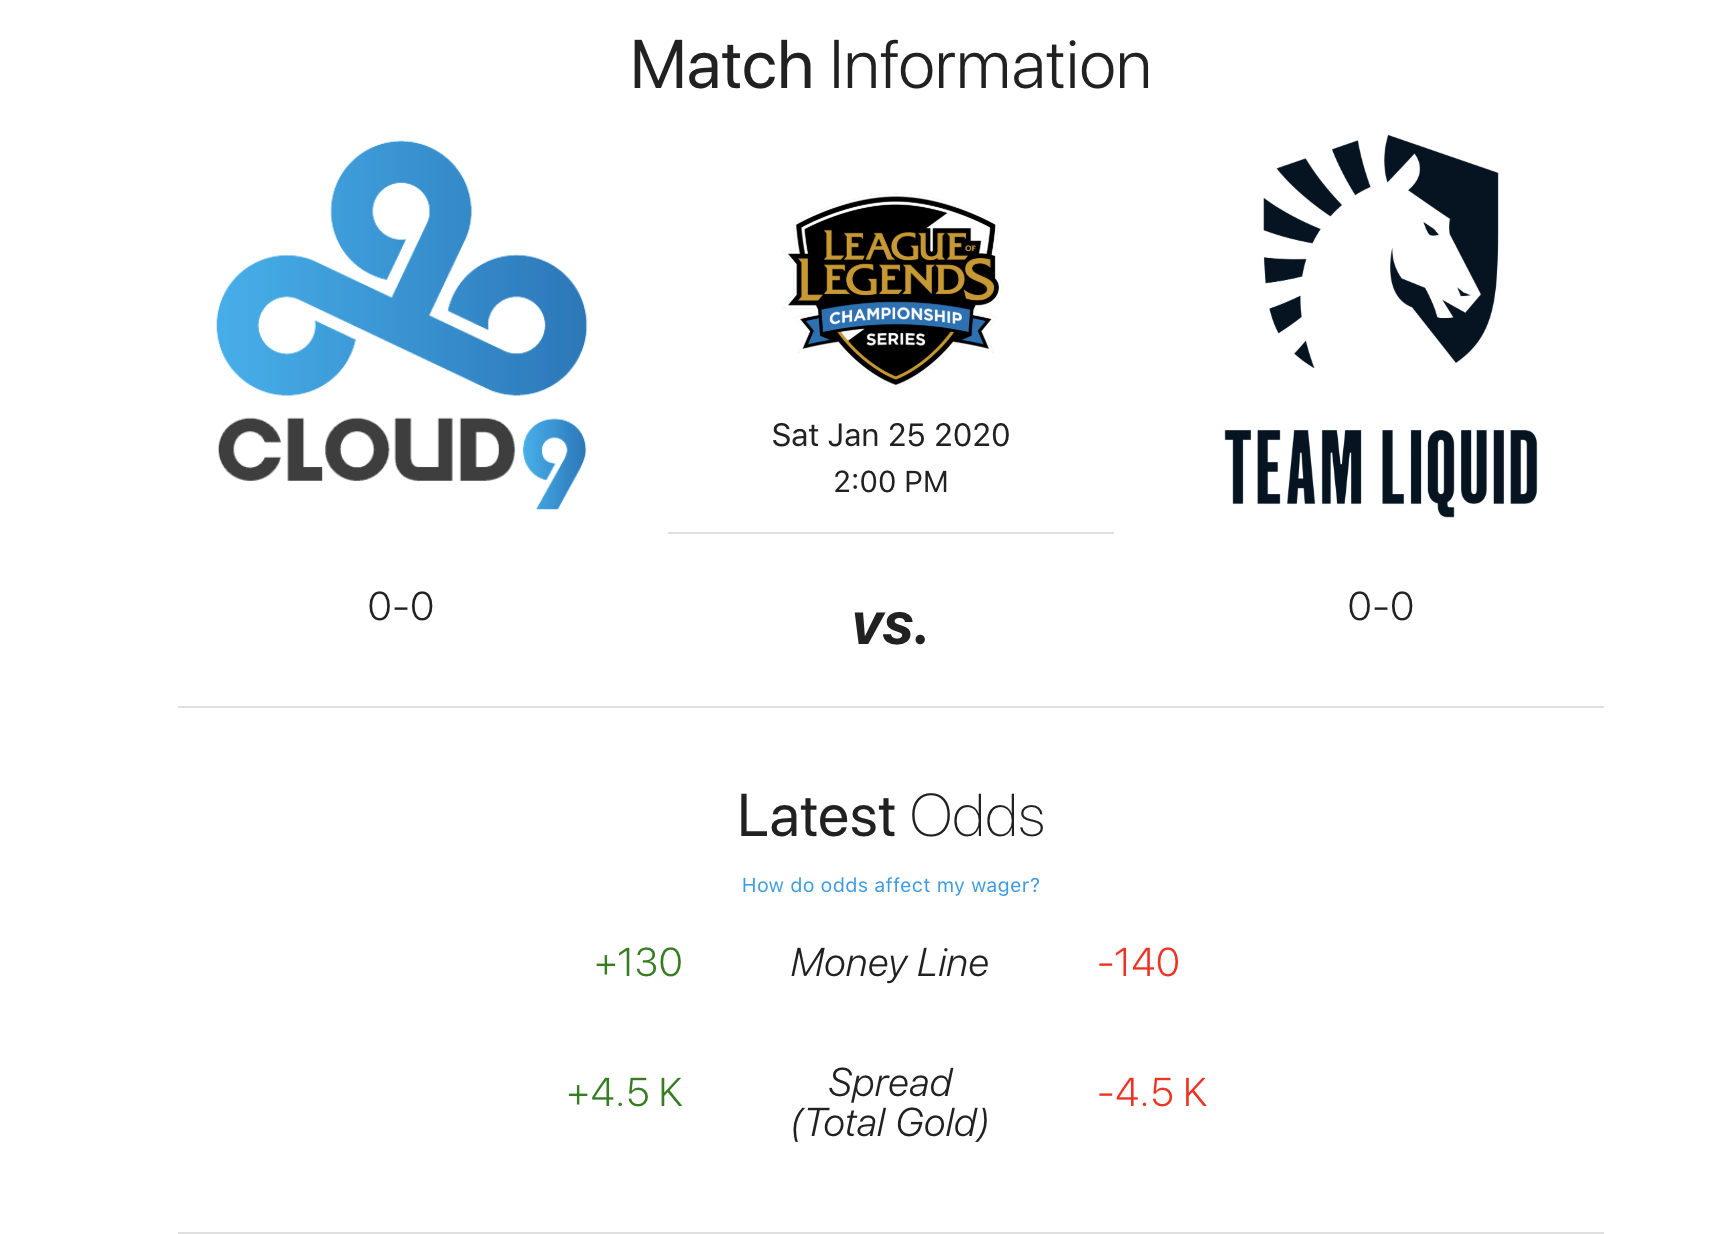 Match Information
LEAGUE OF
LEGENDS
CHAMPIONSHIP
SERIES
CLOUD9
TEAM LIQUID
Sat Jan 25 2020
2:00 PM
0-0
vs.
0-0
Latest Odds
How do odds affect my wager?
+130 Money Line -140
+4.5 K Spread -4.5 K
(Total Gold)